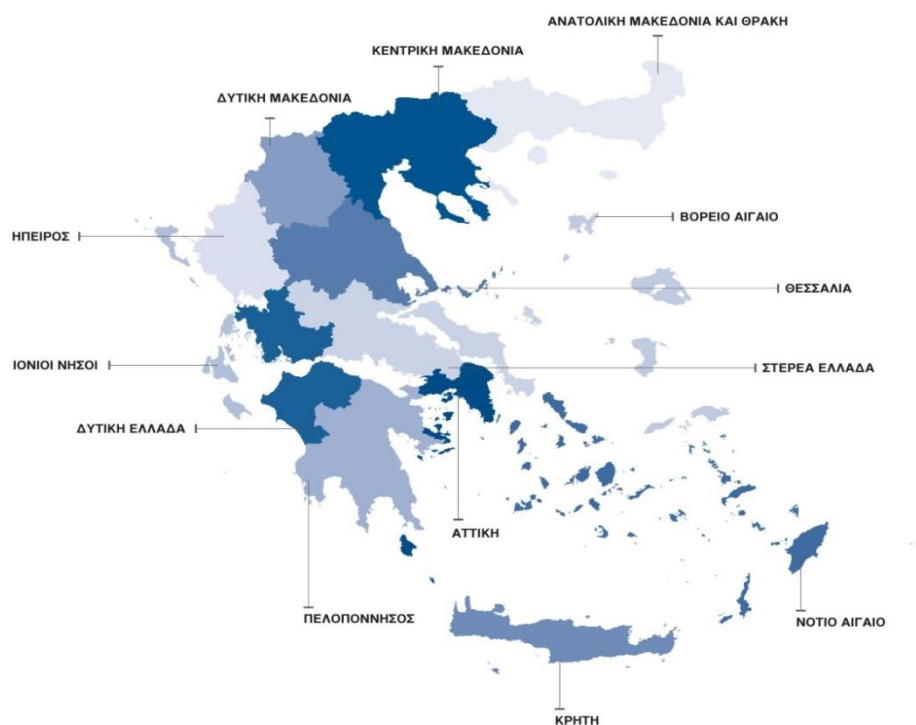 ΑΝΑΤΟΛΙΚΗ ΜΑΚΕΔΟΝΙΑ ΚΑΙ ΘΡΑΚΗ
ΚΕΝΤΡΙΚΗ ΜΑΚΕΔΟΝΙΑ
ΔΥΤΙΚΗ ΜΑΚΕΔΟΝΙΑ
ΒΟΡΕΙΟ ΑΙΓΑΙΟ
ΗΠΕΙΡΟΣ
ΘΕΣΣΑΛΙΑ
ΙΟΝΙΟΙ ΝΗΣΟΙ
ΣΤΕΡΕΑ ΕΛΛΑΔΑ
ΔΥΤΙΚΗ ΕΛΛΑΔΑ
ΑΤΤΙΚΗ
ΠΕΛΟΠΟΝΝΗΣΟΣ
ΝΟΤΙΟ ΑΙΓΑΙΟ
ΚΡΗΤΗ